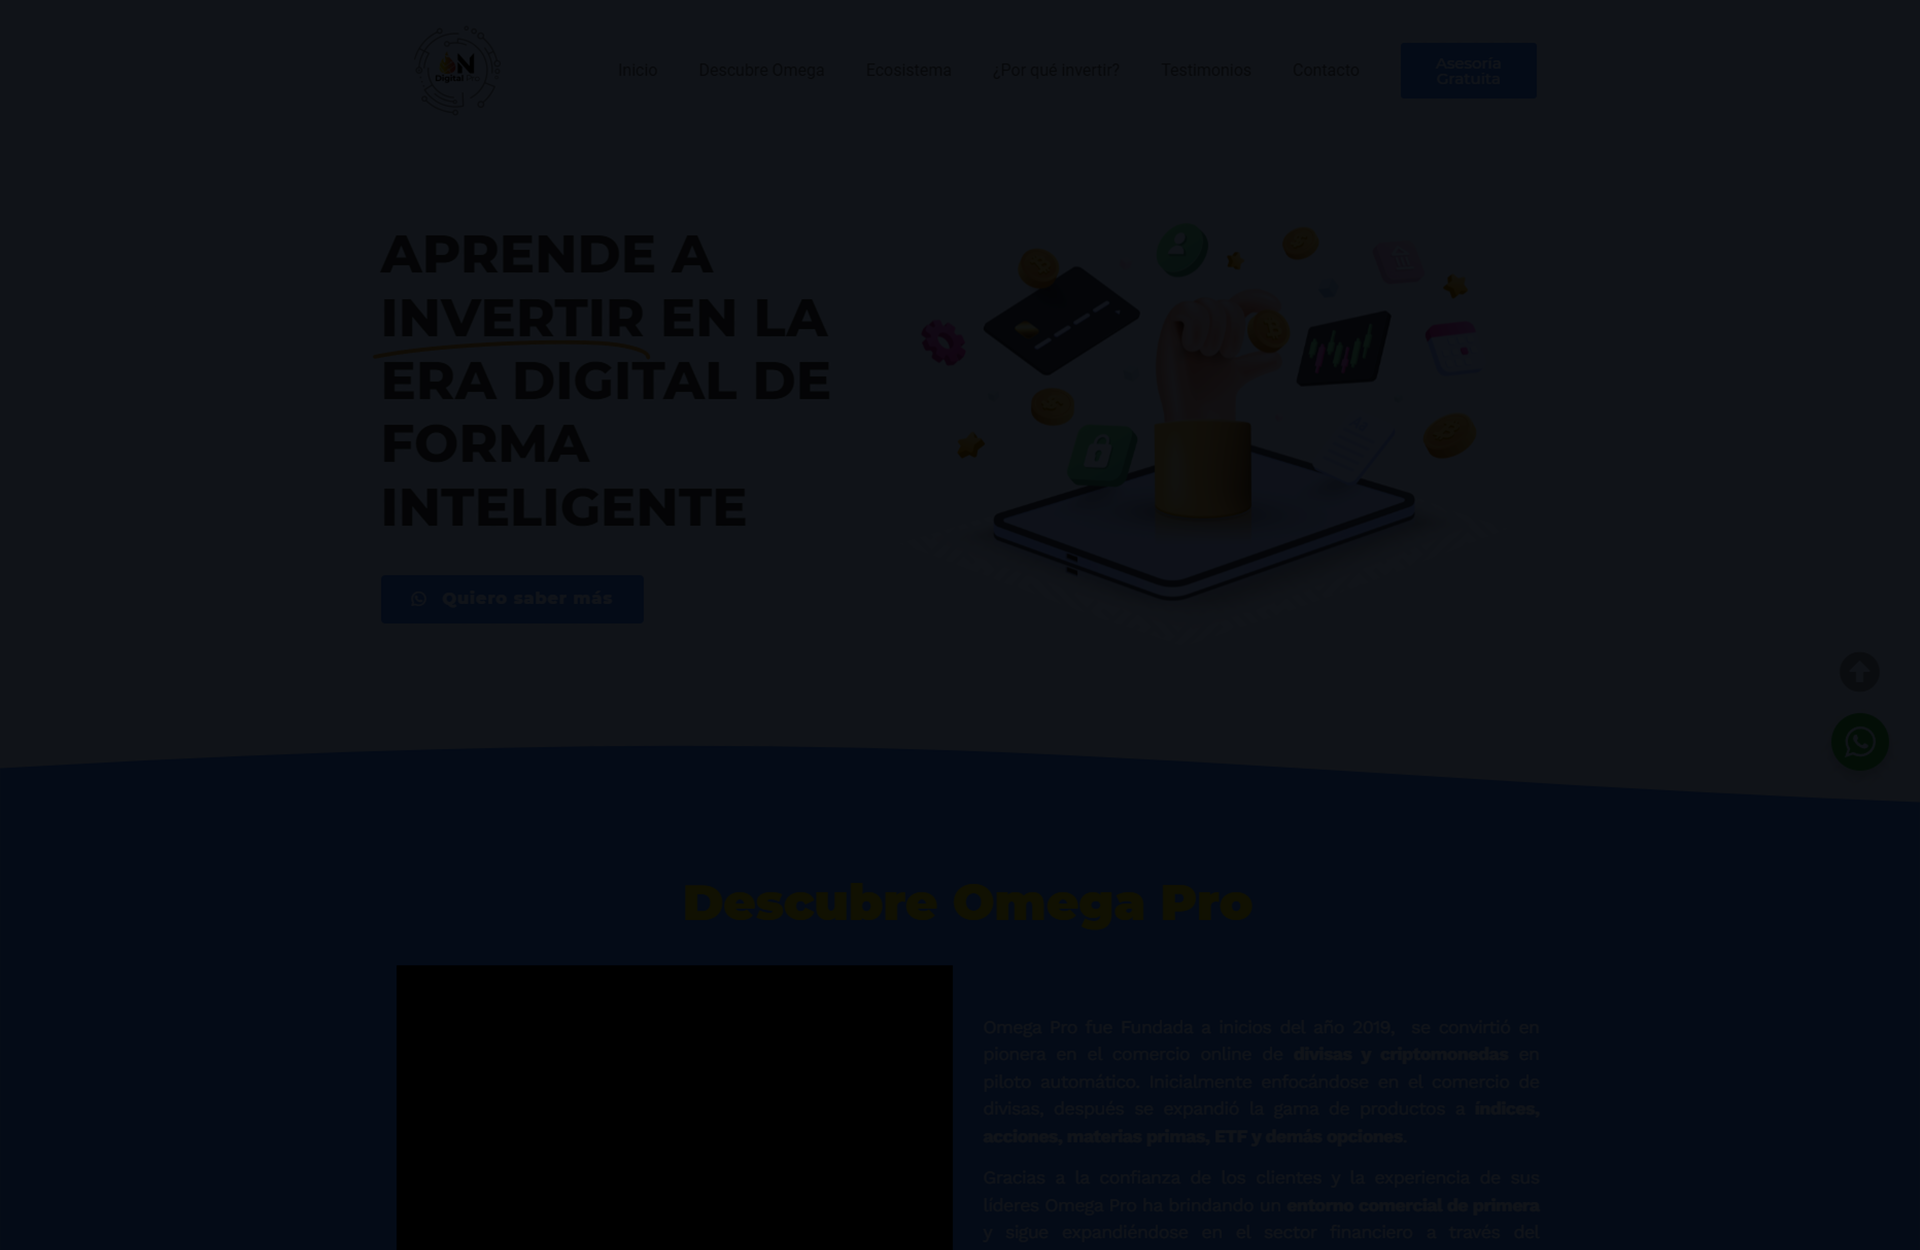 ON
Digital Pro
Inicio
Descubre Omega
Ecosistema
¿Por qué invertir?
Testimonios
Contacto
Asesoría
Gratuita
APRENDE A
INVERTIR EN LA
ERA DIGITAL DE
FORMA
INTELIGENTE
Quiero saber más
Descubre Omega Pro
Omega Pro fue Fundada a inicios del año 2019, se convirtió en
pionera en el comercio online de divisas y criptomonedas en
piloto automático. Inicialmente enfocándose en el comercio de
divisas, después se expandió la gama de productos a índices,
acciones, materias primas, ETF y demás opciones.
Gracias a la confianza de los clientes y la experiencia de sus
lideres Omega Pro ha brindando un entorno comercial de primera
y sigue expandiéndose en el sector financiero a través del